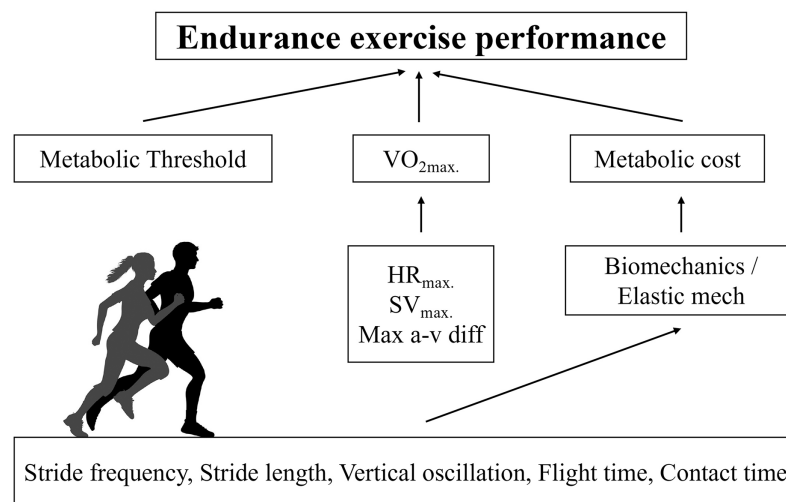 Endurance exercise performance
Metabolic Threshold
VO₂max.
Metabolic cost
HRmax.
SVmax.
Max a-v diff
Biomechanics /
Elastic mech
Stride frequency, Stride length, Vertical oscillation, Flight time, Contact time